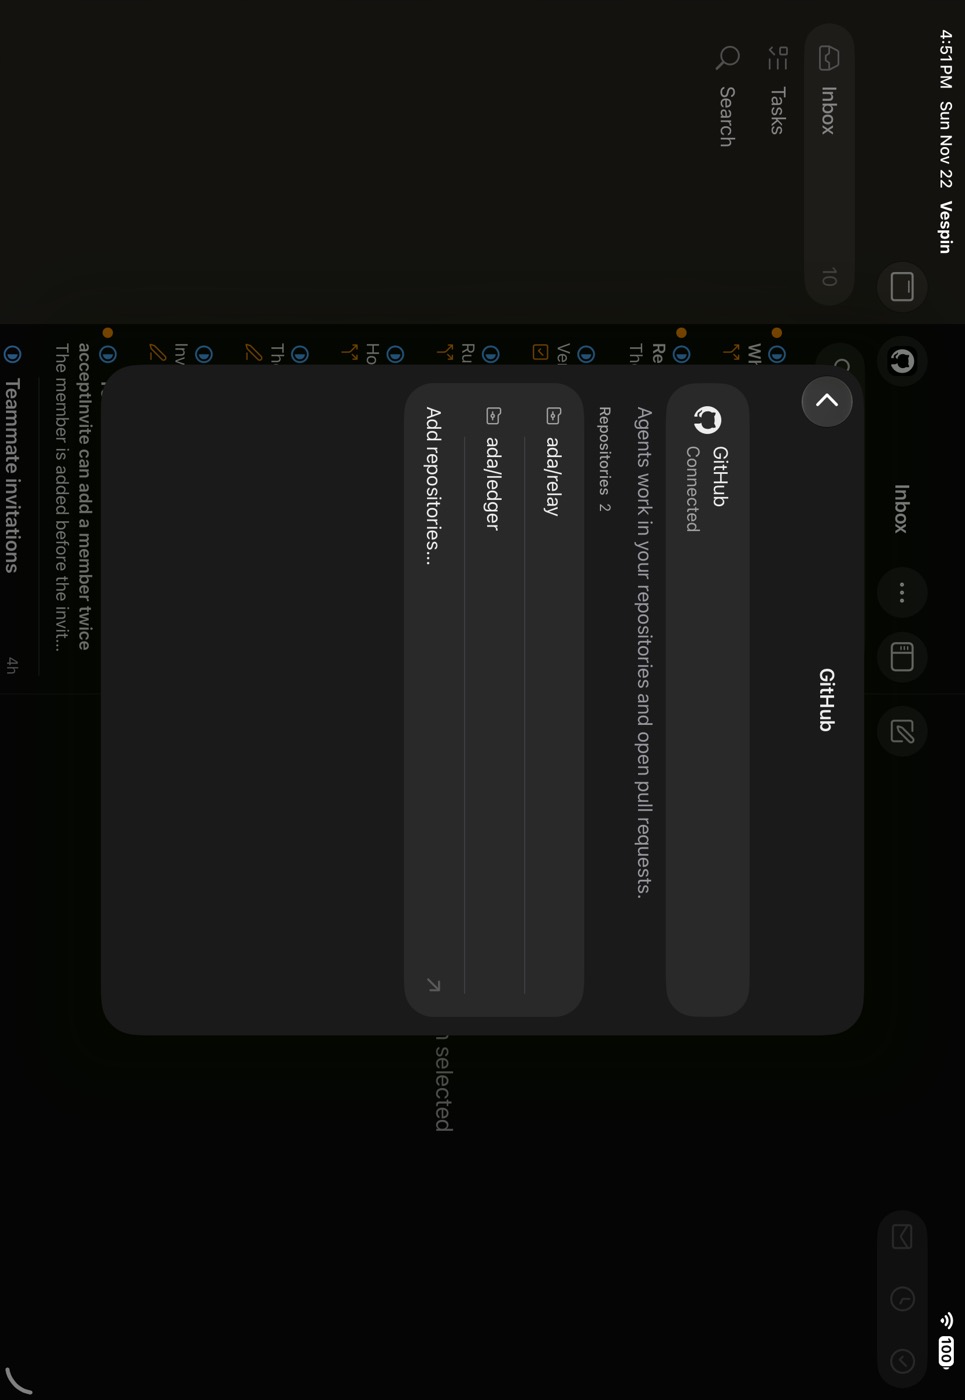 4:51 PM Sun Nov 22 Vespin
100
Inbox
Inbox 10
Tasks
Search
GitHub
GitHub
Connected
Agents work in your repositories and open pull requests.
Repositories 2
ada/relay
ada/ledger
Add repositories...
selected
acceptInvite can add a member twice
The member is added before the invit...
Teammate invitations 4h